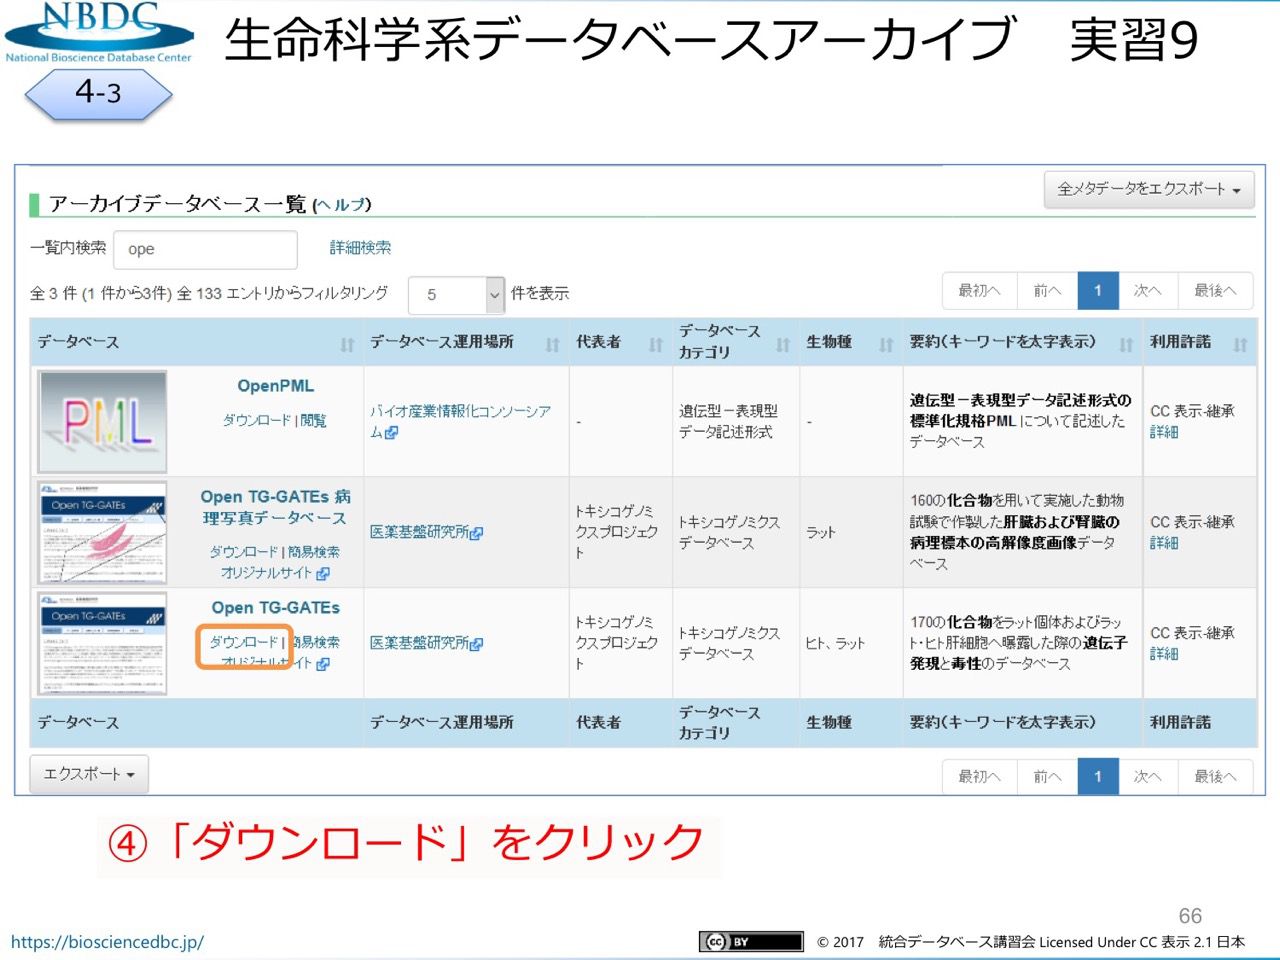 NBDC
National Bioscience Database Center
生命科学系データベースアーカイブ　実習9
4-3
アーカイブデータベース一覧 (ヘルプ)
全メタデータをエクスポート
一覧内検索 ope 詳細検索
全 3 件 (1 件から3件) 全 133 エントリからフィルタリング 5 件を表示
最初へ 前へ 1 次へ 最後へ
データベース データベース運用場所 代表者 データベースカテゴリ 生物種 要約(キーワードを太字表示) 利用許諾
PML
OpenPML
ダウンロード | 閲覧
バイオ産業情報化コンソーシア
ム
-
遺伝型－表現型
データ記述形式
-
遺伝型－表現型データ記述形式の
標準化規格PMLについて記述した
データベース
CC 表示-継承
詳細
Open TG-GATEs
Open TG-GATEs 病
理写真データベース
ダウンロード | 簡易検索
オリジナルサイト
医薬基盤研究所
トキシコゲノミ
クスプロジェク
ト
トキシコゲノミクス
データベース
ラット
160の化合物を用いて実施した動物
試験で作製した肝臓および腎臓の
病理標本の高解像度画像データ
ベース
CC 表示-継承
詳細
Open TG-GATEs
Open TG-GATEs
ダウンロード | 簡易検索
オリジナルサイト
医薬基盤研究所
トキシコゲノミ
クスプロジェク
ト
トキシコゲノミクス
データベース
ヒト、ラット
170の化合物をラット個体およびラッ
ト・ヒト肝細胞へ曝露した際の遺伝子
発現と毒性のデータベース
CC 表示-継承
詳細
データベース データベース運用場所 代表者 データベースカテゴリ 生物種 要約(キーワードを太字表示) 利用許諾
エクスポート
最初へ 前へ 1 次へ 最後へ
④「ダウンロード」をクリック
66
https://biosciencedbc.jp/
cc BY
© 2017　統合データベース講習会 Licensed Under CC 表示 2.1 日本